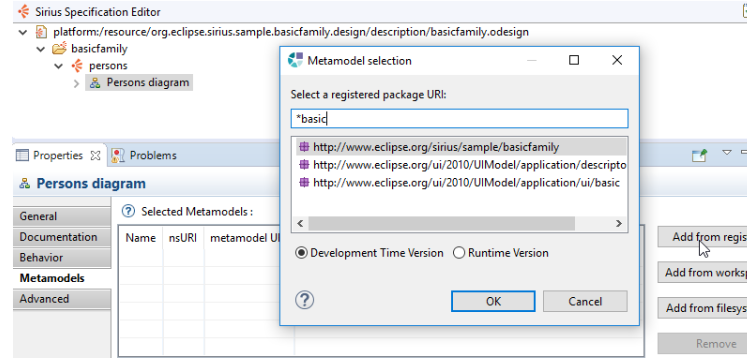 Sirius Specification Editor
platform:/resource/org.eclipse.sirius.sample.basicfamily.design/description/basicfamily.odesign
basicfamily
persons
Persons diagram
Metamodel selection
Select a registered package URI:
*basic
http://www.eclipse.org/sirius/sample/basicfamily
http://www.eclipse.org/ui/2010/UIModel/application/descripto
http://www.eclipse.org/ui/2010/UIModel/application/ui/basic
Development Time Version Runtime Version
OK Cancel
Properties Problems
Persons diagram
General
Documentation
Behavior
Metamodels
Advanced
Selected Metamodels :
Name nsURI metamodel UI
Add from regis
Add from worksp
Add from filesys
Remove